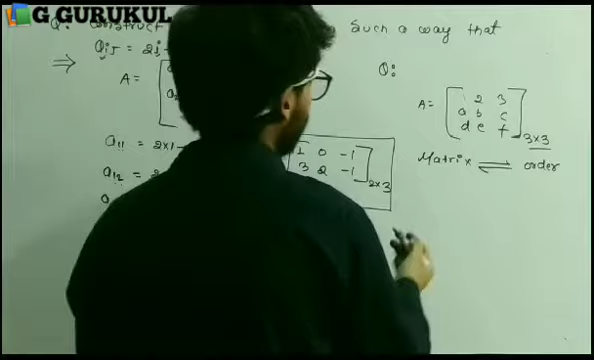 G GURUKUL
Q: Construct Such a way that
aij = 2i
⇒ A =
Q:
A = [ 1 2 3
a b c
d e f ] 3×3
a11 = 2×1 -
[ 1 0 -1
3 2 -1 ] 2×3
Matrix ⇌ order
a12 = 2